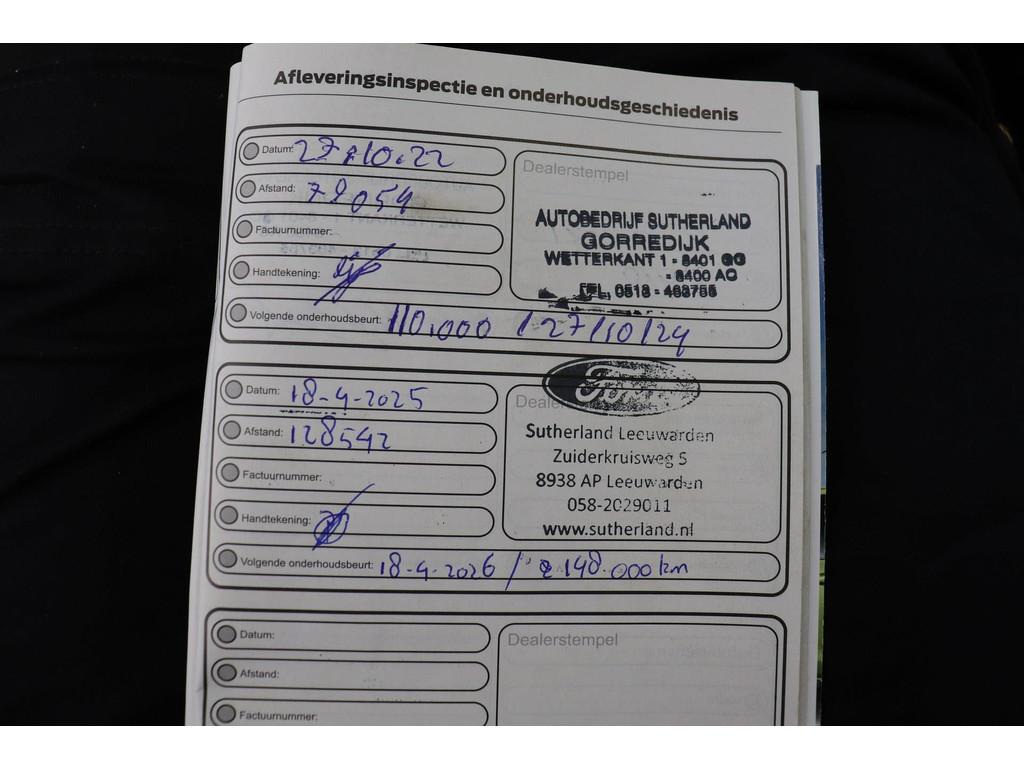 Afleveringsinspectie en onderhoudsgeschiedenis
Datum: 27.10.22
Afstand: 78054
Factuurnummer:
Handtekening:
Volgende onderhoudsbeurt: 110.000 / 27/10/24
Dealerstempel
AUTOBEDRIJF SUTHERLAND
GORREDIJK
WETTERKANT 1 - 8401 GG
- 8400 AC
TEL. 0513 - 463755
Datum: 18-4-2025
Afstand: 128542
Factuurnummer:
Handtekening:
Volgende onderhoudsbeurt: 18-4-2026 / 148.000 km
Ford
Sutherland Leeuwarden
Zuiderkruisweg 5
8938 AP Leeuwarden
058-2029011
www.sutherland.nl
Datum:
Afstand:
Factuurnummer:
Dealerstempel